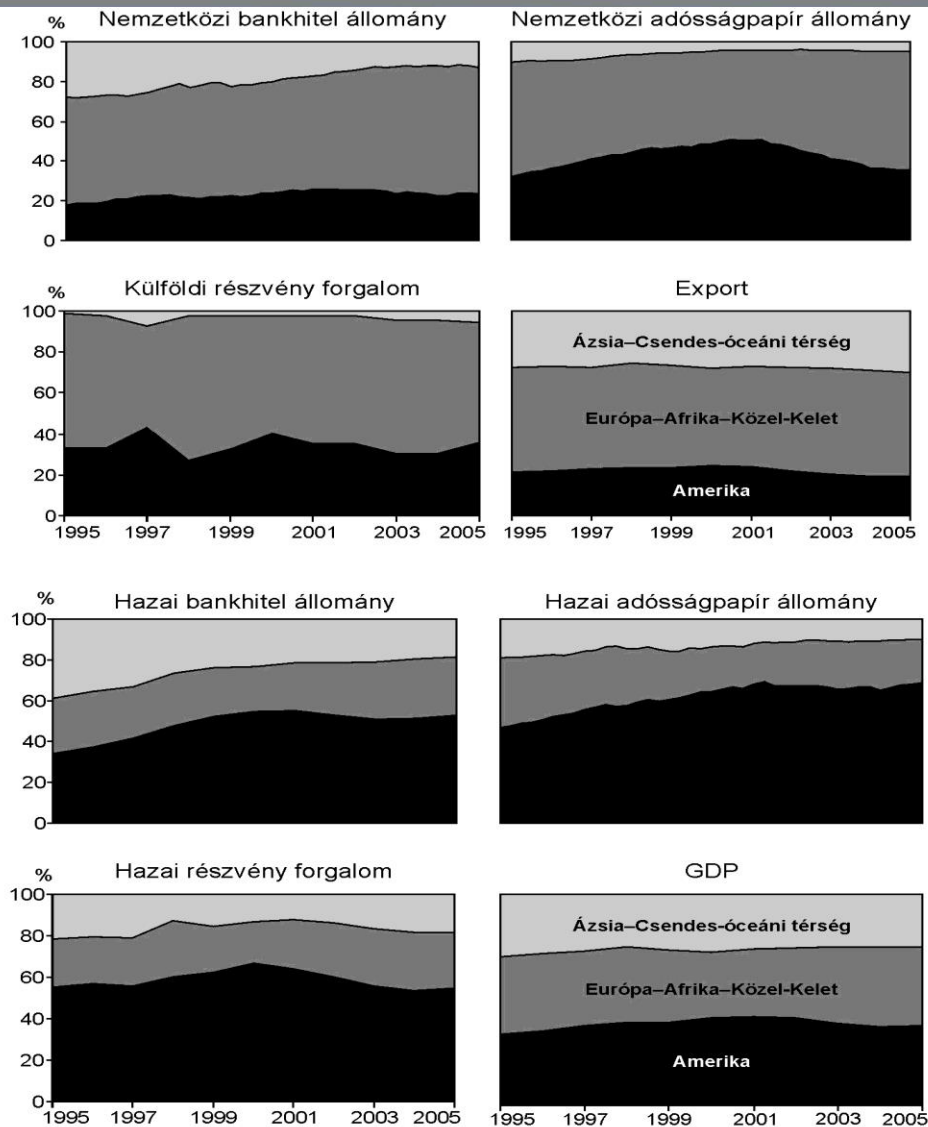 Nemzetközi bankhitel állomány
%
100
80
60
40
20
0
Nemzetközi adósságpapír állomány
Külföldi részvény forgalom
%
100
80
60
40
20
0
1995 1997 1999 2001 2003 2005
Export
Ázsia–Csendes-óceáni térség
Európa–Afrika–Közel-Kelet
Amerika
1995 1997 1999 2001 2003 2005
Hazai bankhitel állomány
%
100
80
60
40
20
0
Hazai adósságpapír állomány
Hazai részvény forgalom
%
100
80
60
40
20
0
1995 1997 1999 2001 2003 2005
GDP
Ázsia–Csendes-óceáni térség
Európa–Afrika–Közel-Kelet
Amerika
1995 1997 1999 2001 2003 2005